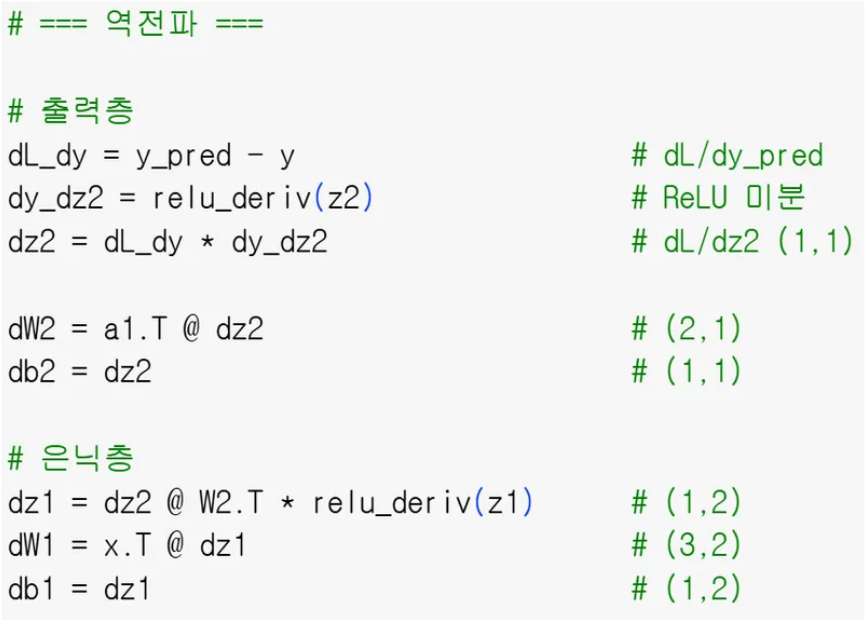 # === 역전파 ===
# 출력층
dL_dy = y_pred - y # dL/dy_pred
dy_dz2 = relu_deriv(z2) # ReLU 미분
dz2 = dL_dy * dy_dz2 # dL/dz2 (1,1)
dW2 = a1.T @ dz2 # (2,1)
db2 = dz2 # (1,1)
# 은닉층
dz1 = dz2 @ W2.T * relu_deriv(z1) # (1,2)
dW1 = x.T @ dz1 # (3,2)
db1 = dz1 # (1,2)